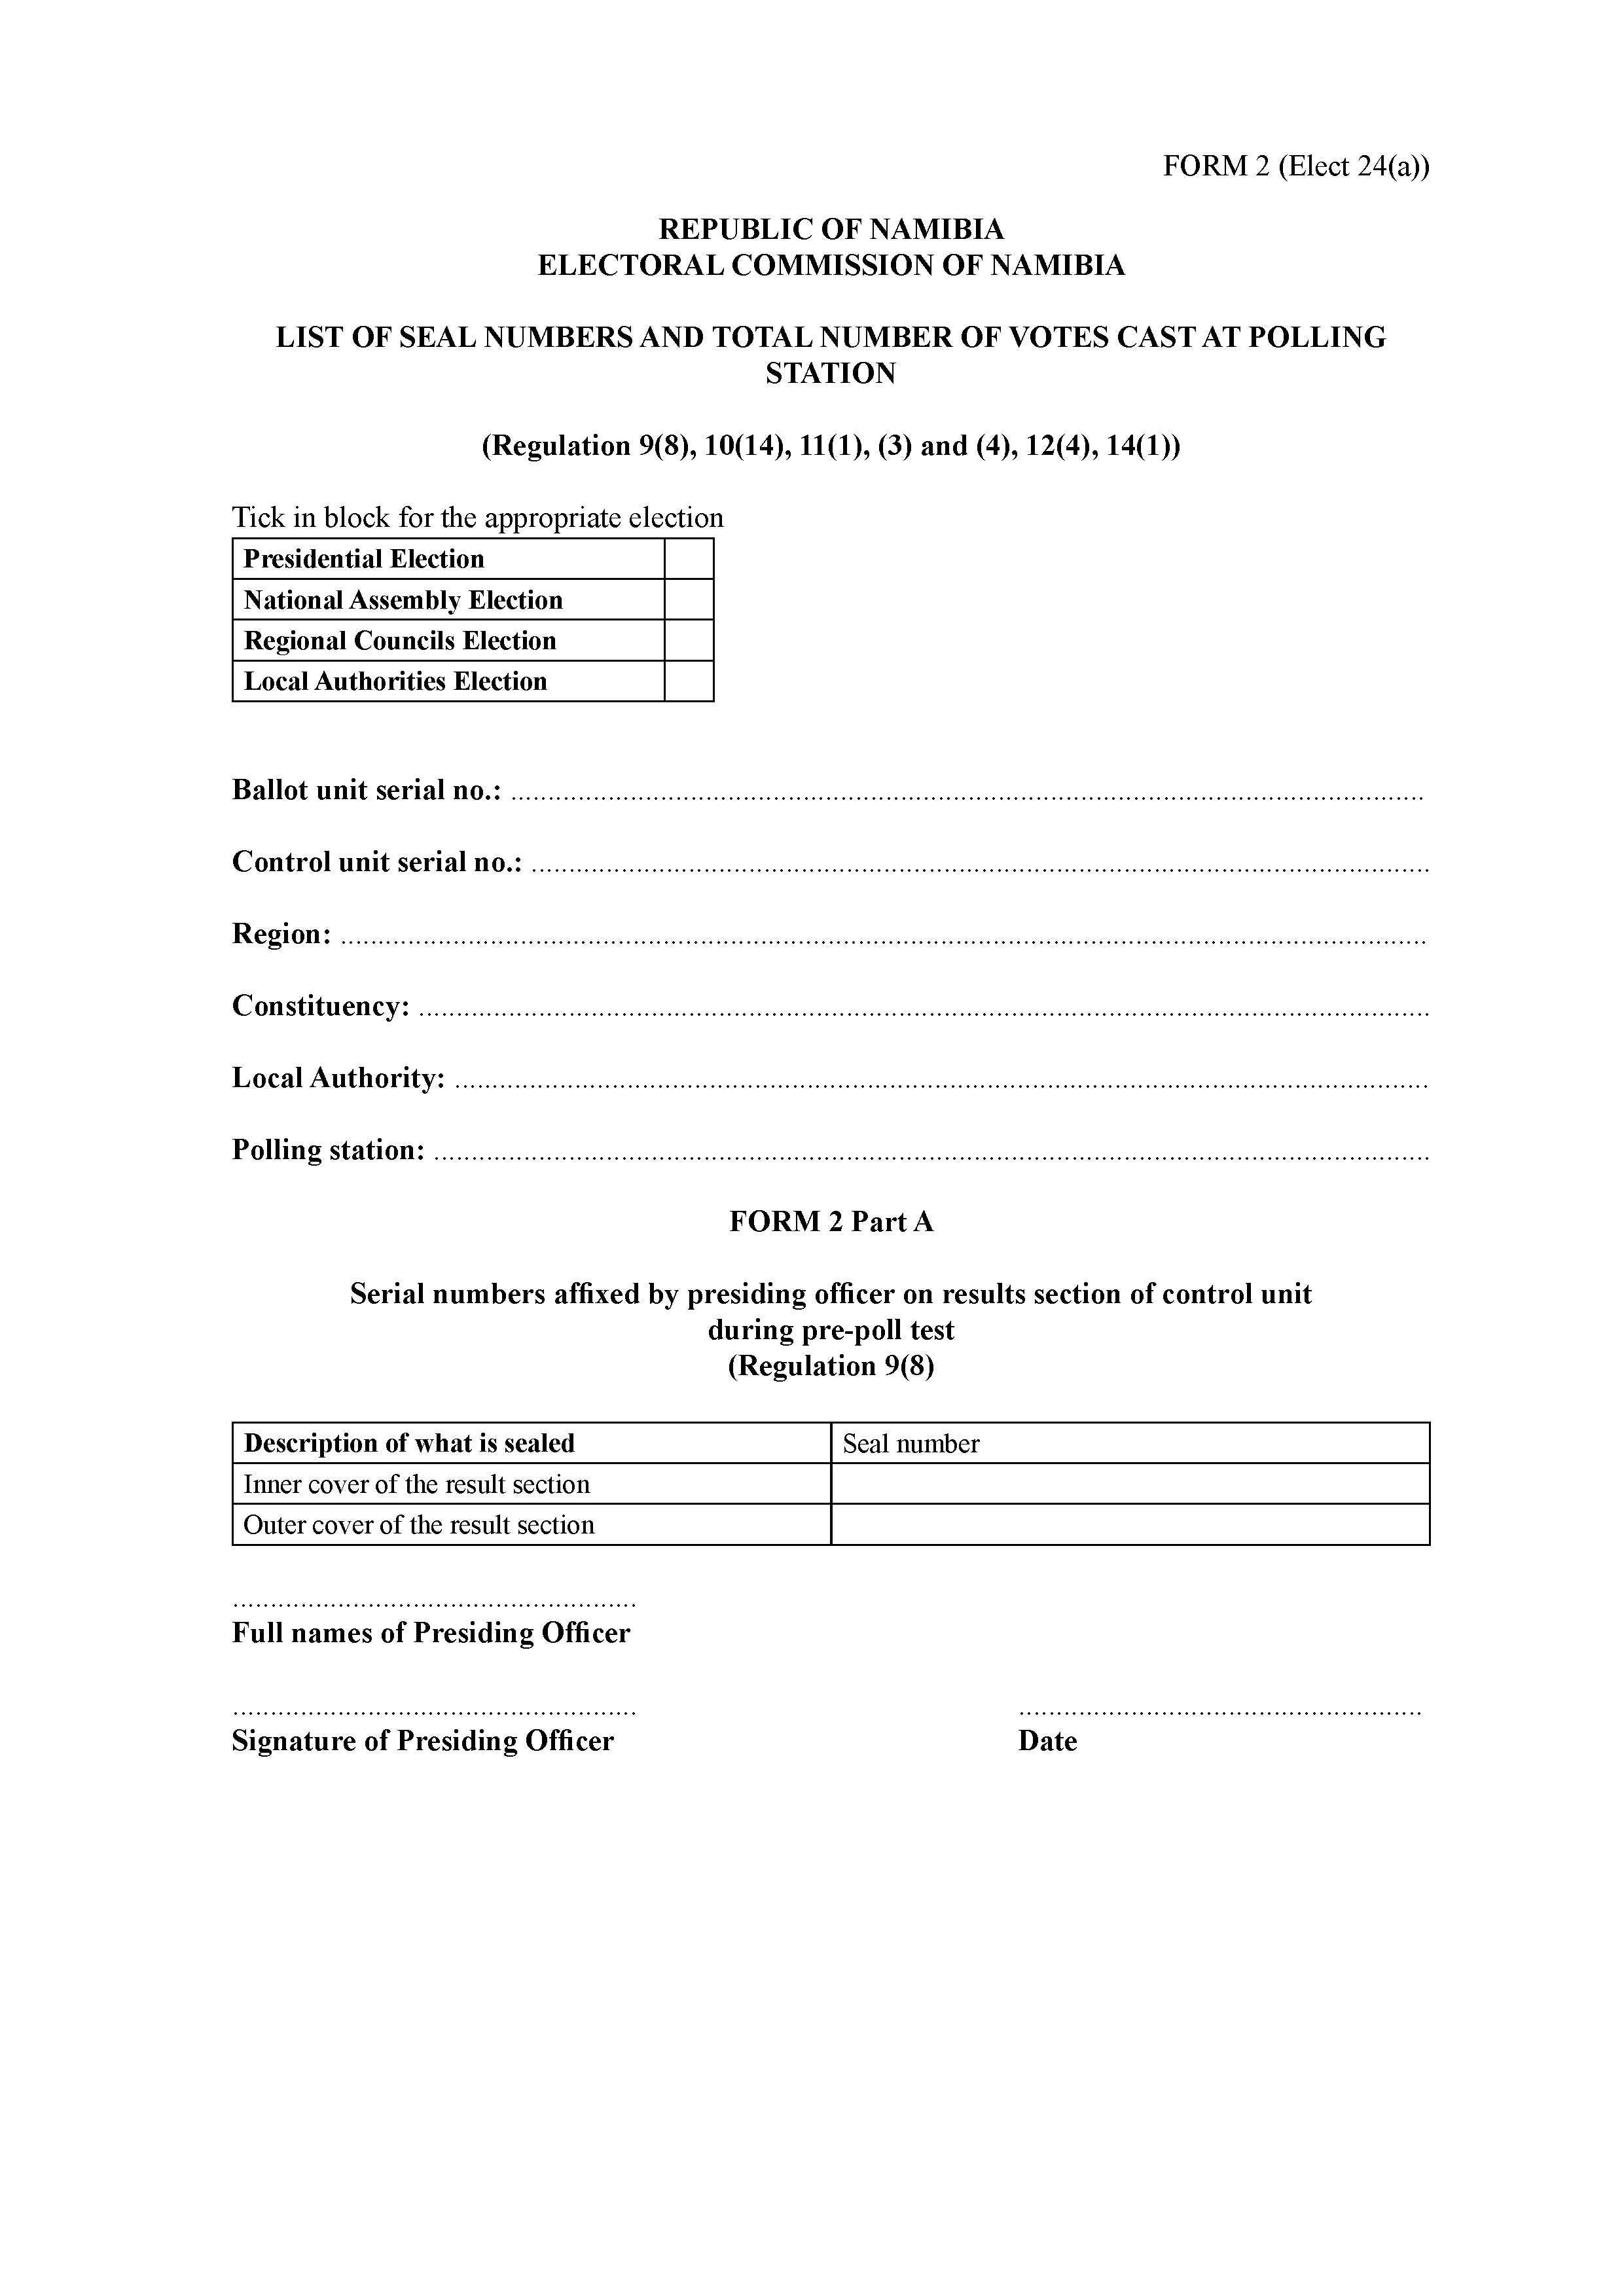 FORM 2 (Elect 24(a))
REPUBLIC OF NAMIBIA
ELECTORAL COMMISSION OF NAMIBIA
LIST OF SEAL NUMBERS AND TOTAL NUMBER OF VOTES CAST AT POLLING
STATION
(Regulation 9(8), 10(14), 11(1), (3) and (4), 12(4), 14(1))
Tick in block for the appropriate election
Presidential Election
National Assembly Election
Regional Councils Election
Local Authorities Election
Ballot unit serial no.: ..........................................................................................................................
Control unit serial no.: ........................................................................................................................
Region: .................................................................................................................................................
Constituency: .......................................................................................................................................
Local Authority: ..................................................................................................................................
Polling station: .....................................................................................................................................
FORM 2 Part A
Serial numbers affixed by presiding officer on results section of control unit
during pre-poll test
(Regulation 9(8)
Description of what is sealed Seal number
Inner cover of the result section
Outer cover of the result section
......................................................
Full names of Presiding Officer
...................................................... ......................................................
Signature of Presiding Officer Date